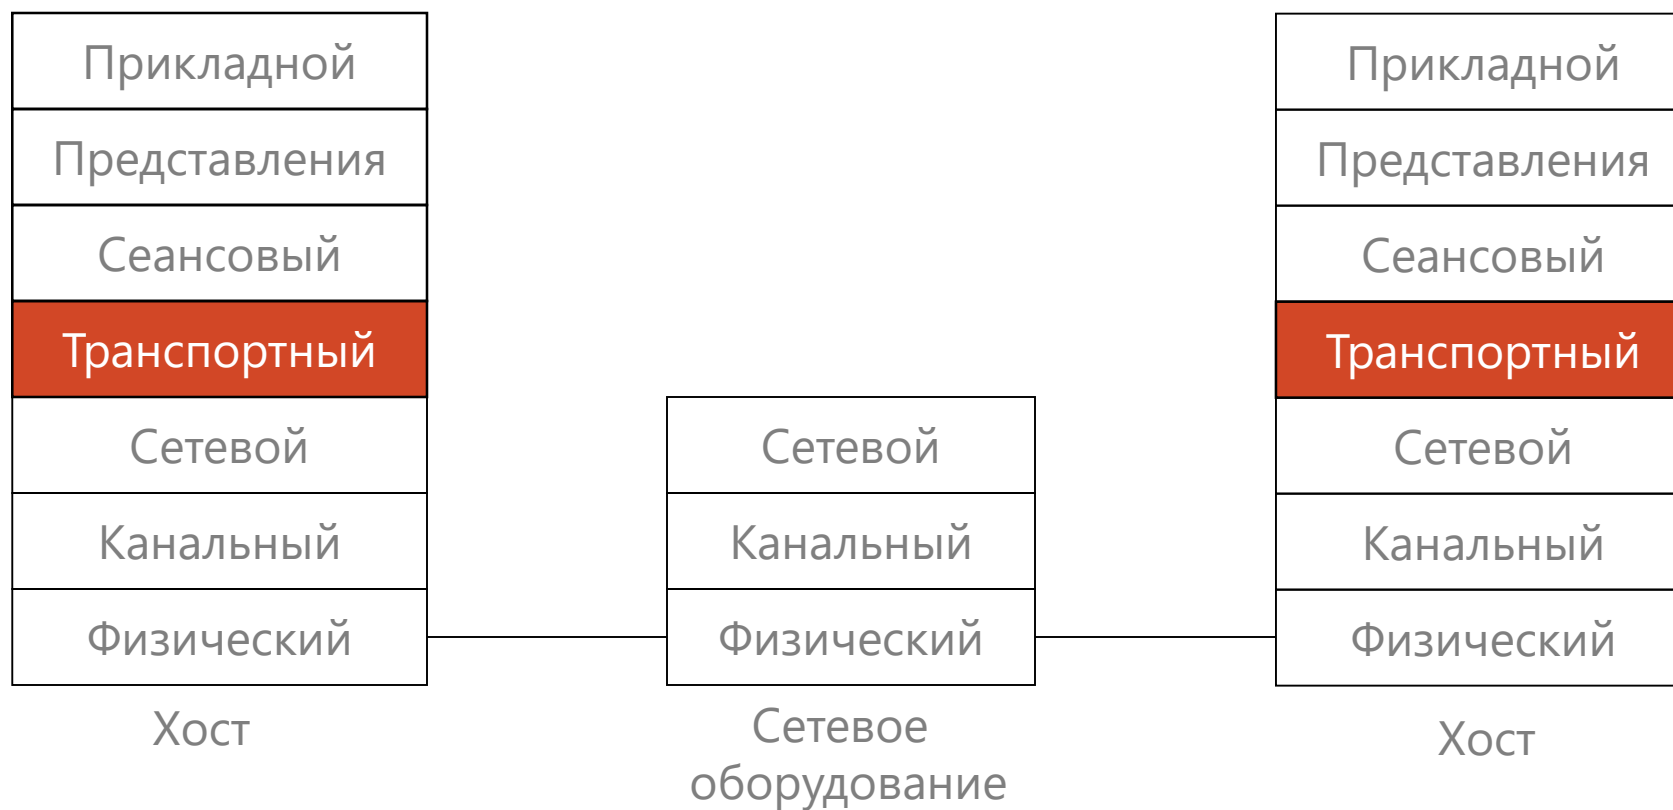 Прикладной
Представления
Сеансовый
Транспортный
Сетевой
Канальный
Физический
Хост
Сетевой
Канальный
Физический
Сетевое
оборудование
Прикладной
Представления
Сеансовый
Транспортный
Сетевой
Канальный
Физический
Хост